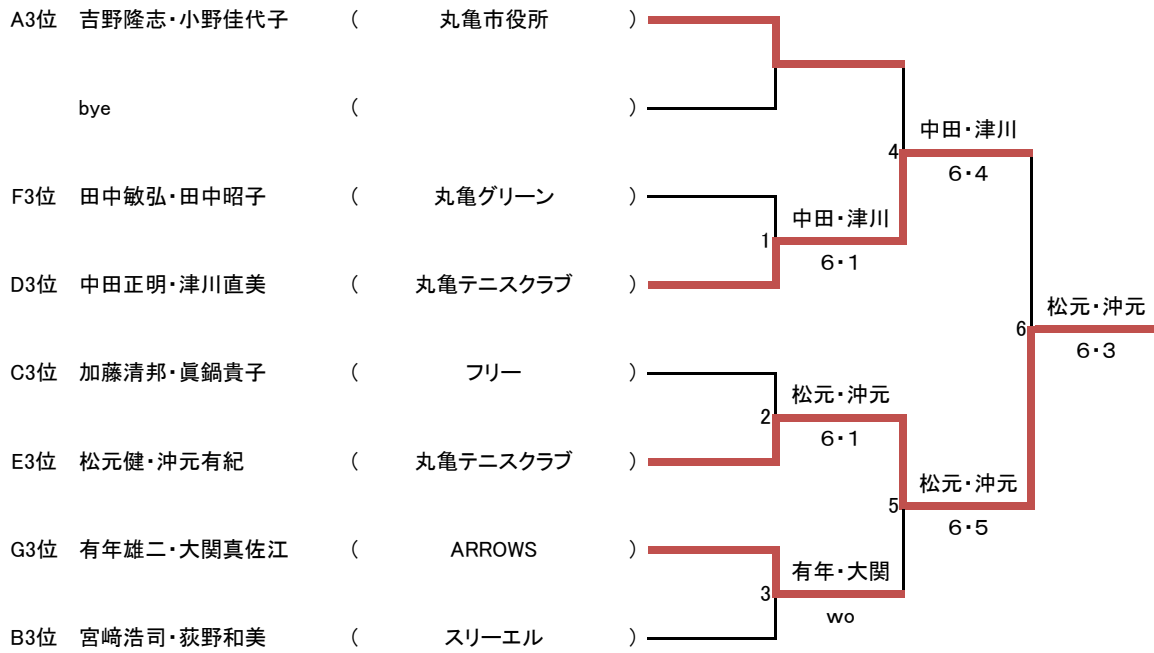 A3位 吉野隆志・小野佳代子 ( 丸亀市役所 )
bye ( )
中田・津川
4
6・4
F3位 田中敏弘・田中昭子 ( 丸亀グリーン )
中田・津川
1
6・1
D3位 中田正明・津川直美 ( 丸亀テニスクラブ )
松元・沖元
6
6・3
C3位 加藤清邦・眞鍋貴子 ( フリー )
松元・沖元
2
6・1
E3位 松元健・沖元有紀 ( 丸亀テニスクラブ )
松元・沖元
5
6・5
G3位 有年雄二・大関真佐江 ( ARROWS )
有年・大関
3
wo
B3位 宮﨑浩司・荻野和美 ( スリーエル )